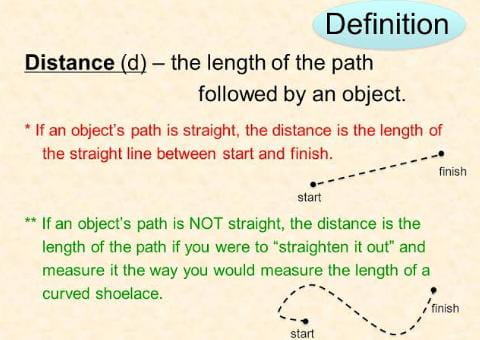 Definition
Distance (d) – the length of the path
followed by an object.
* If an object's path is straight, the distance is the length of
the straight line between start and finish.
finish
start
** If an object's path is NOT straight, the distance is the
length of the path if you were to “straighten it out” and
measure it the way you would measure the length of a
curved shoelace.
finish
start